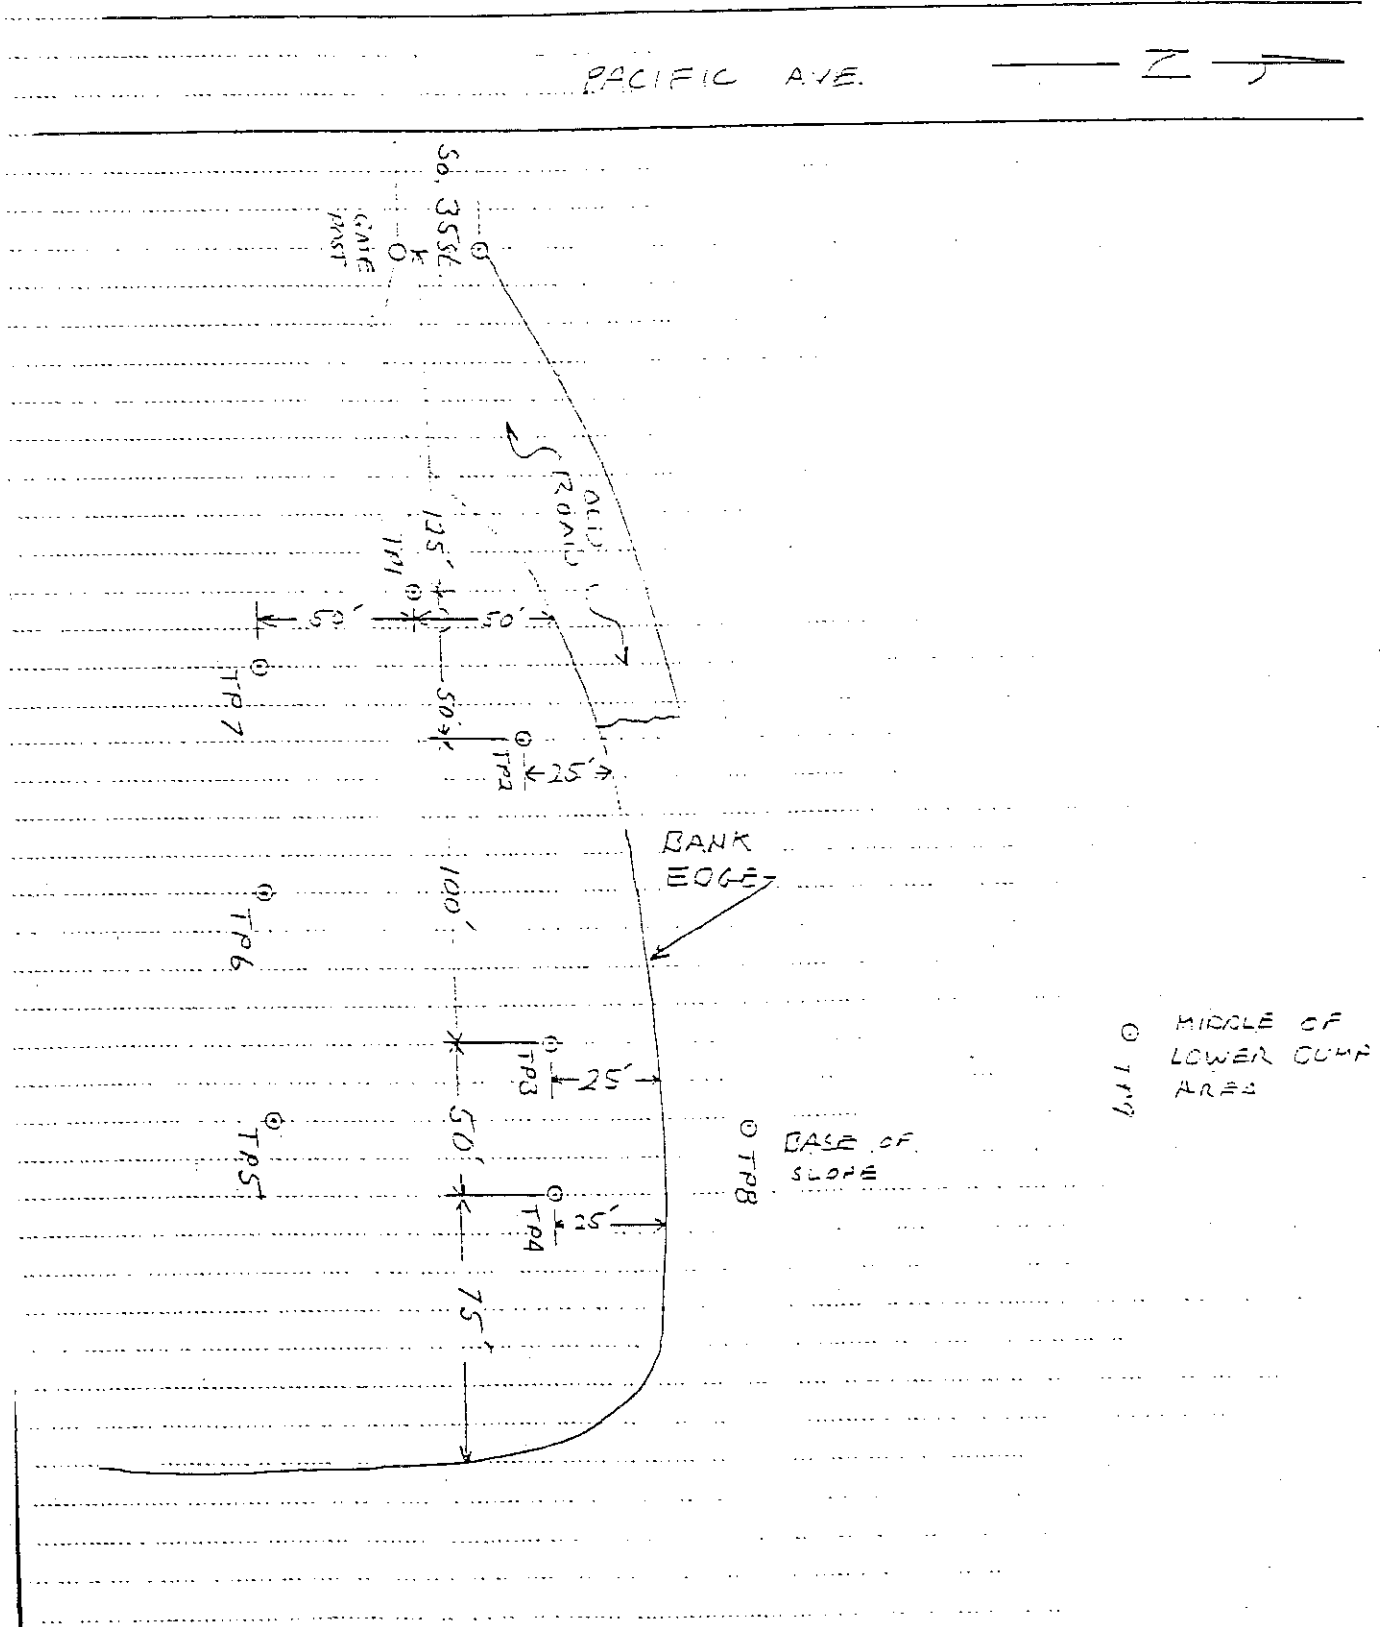 PACIFIC AVE.
Z
So. 35St.
GATE
POST
OLD
ROAD
125'
TP1
50'
50'
TP7
50'
TP2
25'
BANK
EDGE
100'
TP6
MIDDLE OF
LOWER DUMP
AREA
TP9
TP3
25'
50'
TP5
BASE OF
SLOPE
TP8
TP4
25'
75'